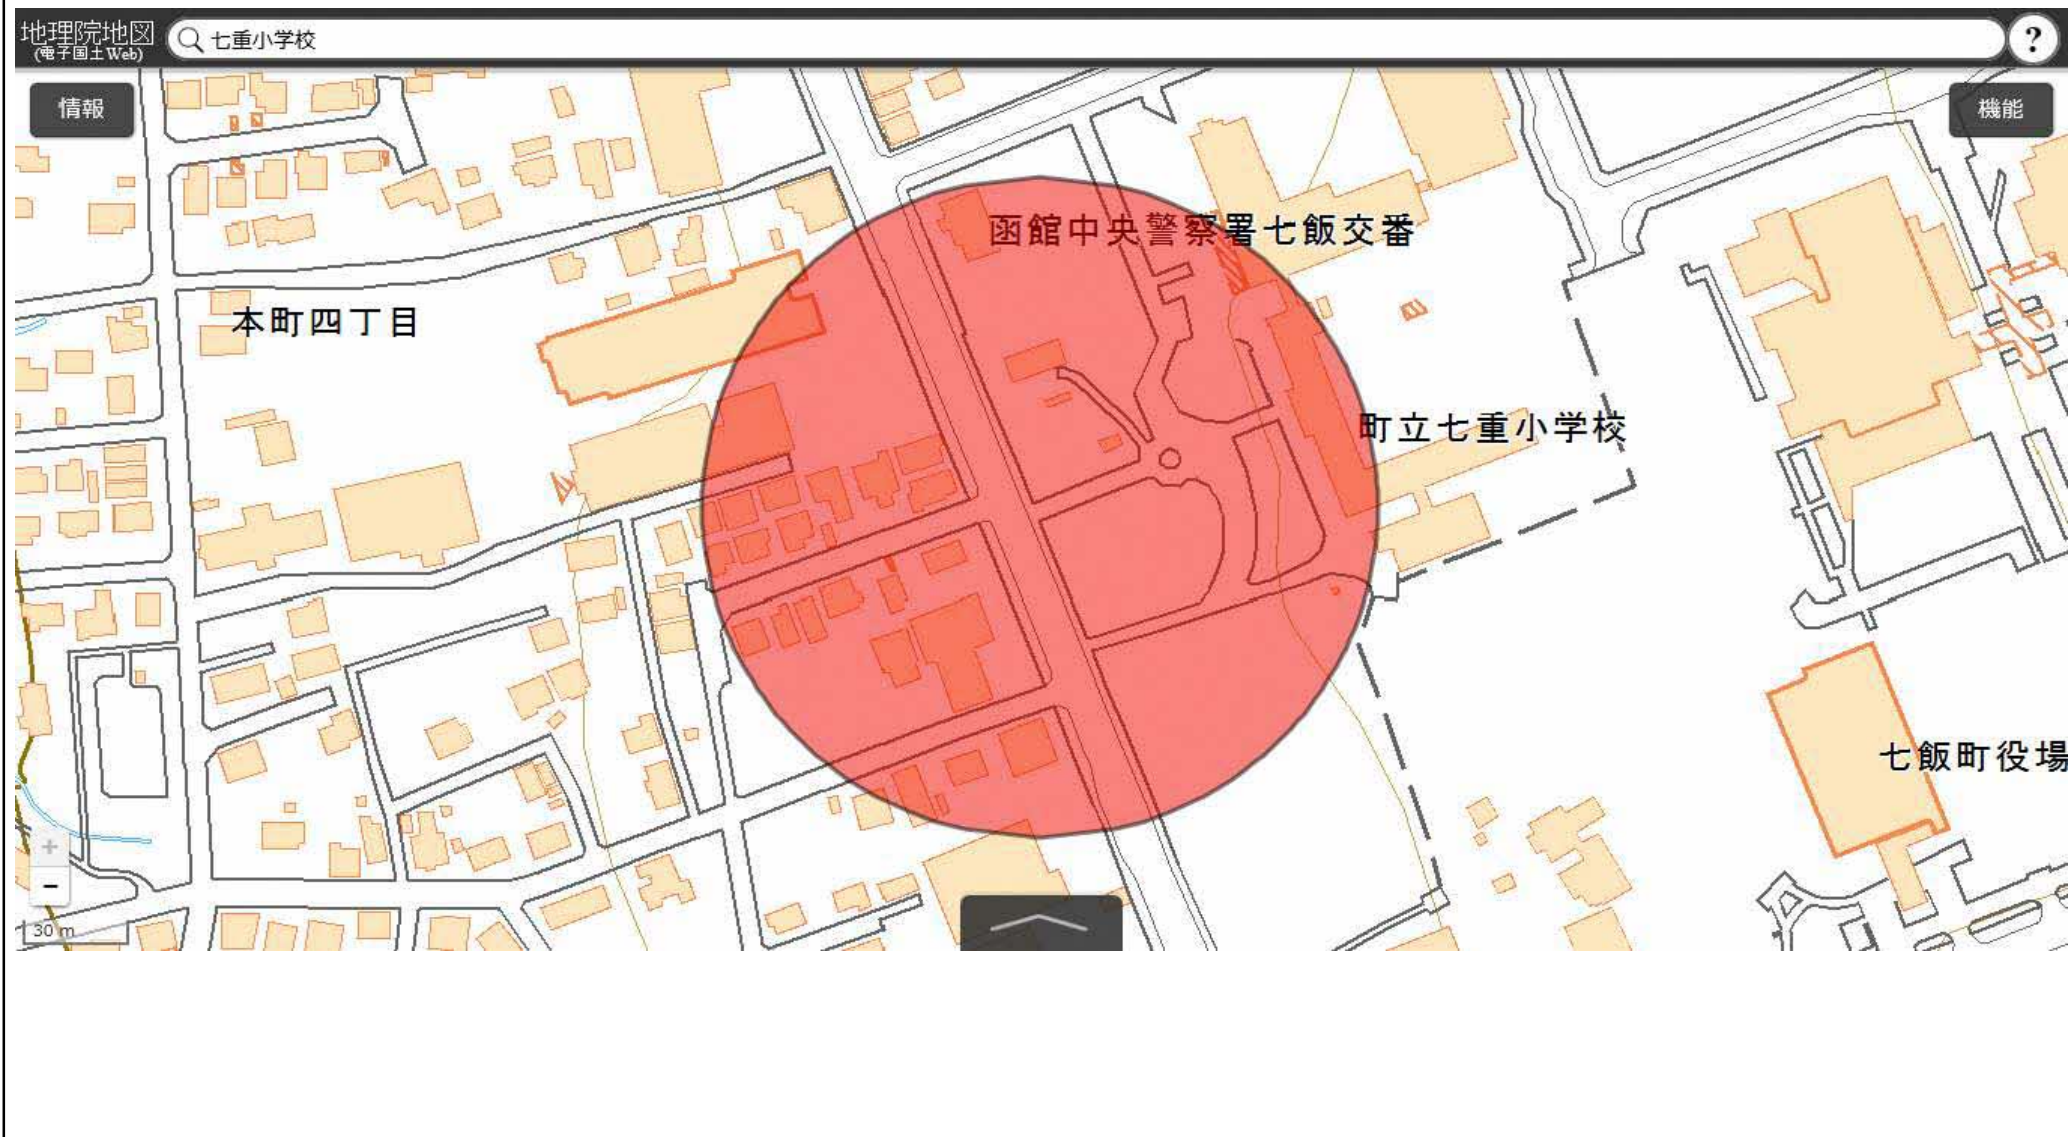 地理院地図
(電子国土Web)
七重小学校
?
情報
機能
函館中央警察署七飯交番
本町四丁目
町立七重小学校
七飯町役場
+
-
30 m